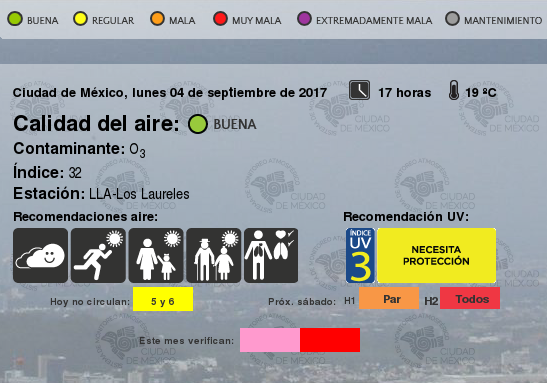 BUENA REGULAR MALA MUY MALA EXTREMADAMENTE MALA MANTENIMIENTO
Ciudad de México, lunes 04 de septiembre de 2017 17 horas 19 ºC
Calidad del aire: BUENA
Contaminante: O3
Índice: 32
Estación: LLA-Los Laureles
Recomendaciones aire: Recomendación UV:
ÍNDICE UV 3 NECESITA PROTECCIÓN
Hoy no circulan: 5 y 6 Próx. sábado: H1 Par H2 Todos
Este mes verifican:
CIUDAD DE MÉXICO